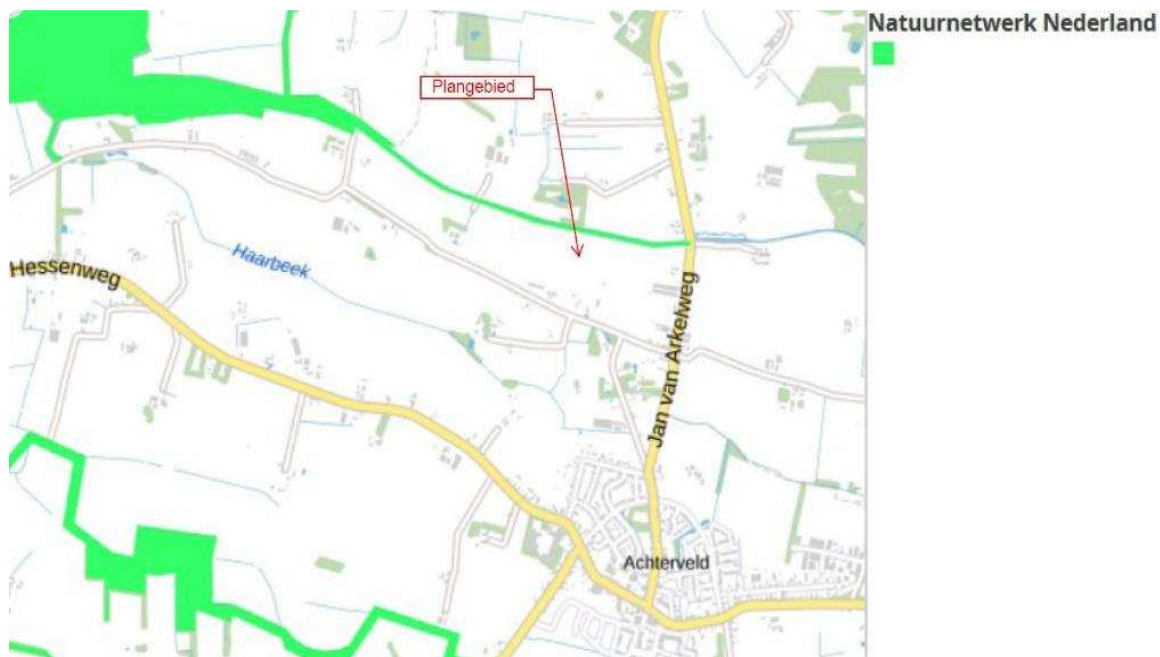 Natuurnetwerk Nederland
Plangebied
Haarbeek
Hessenweg
Jan van Arkelweg
Achterveld